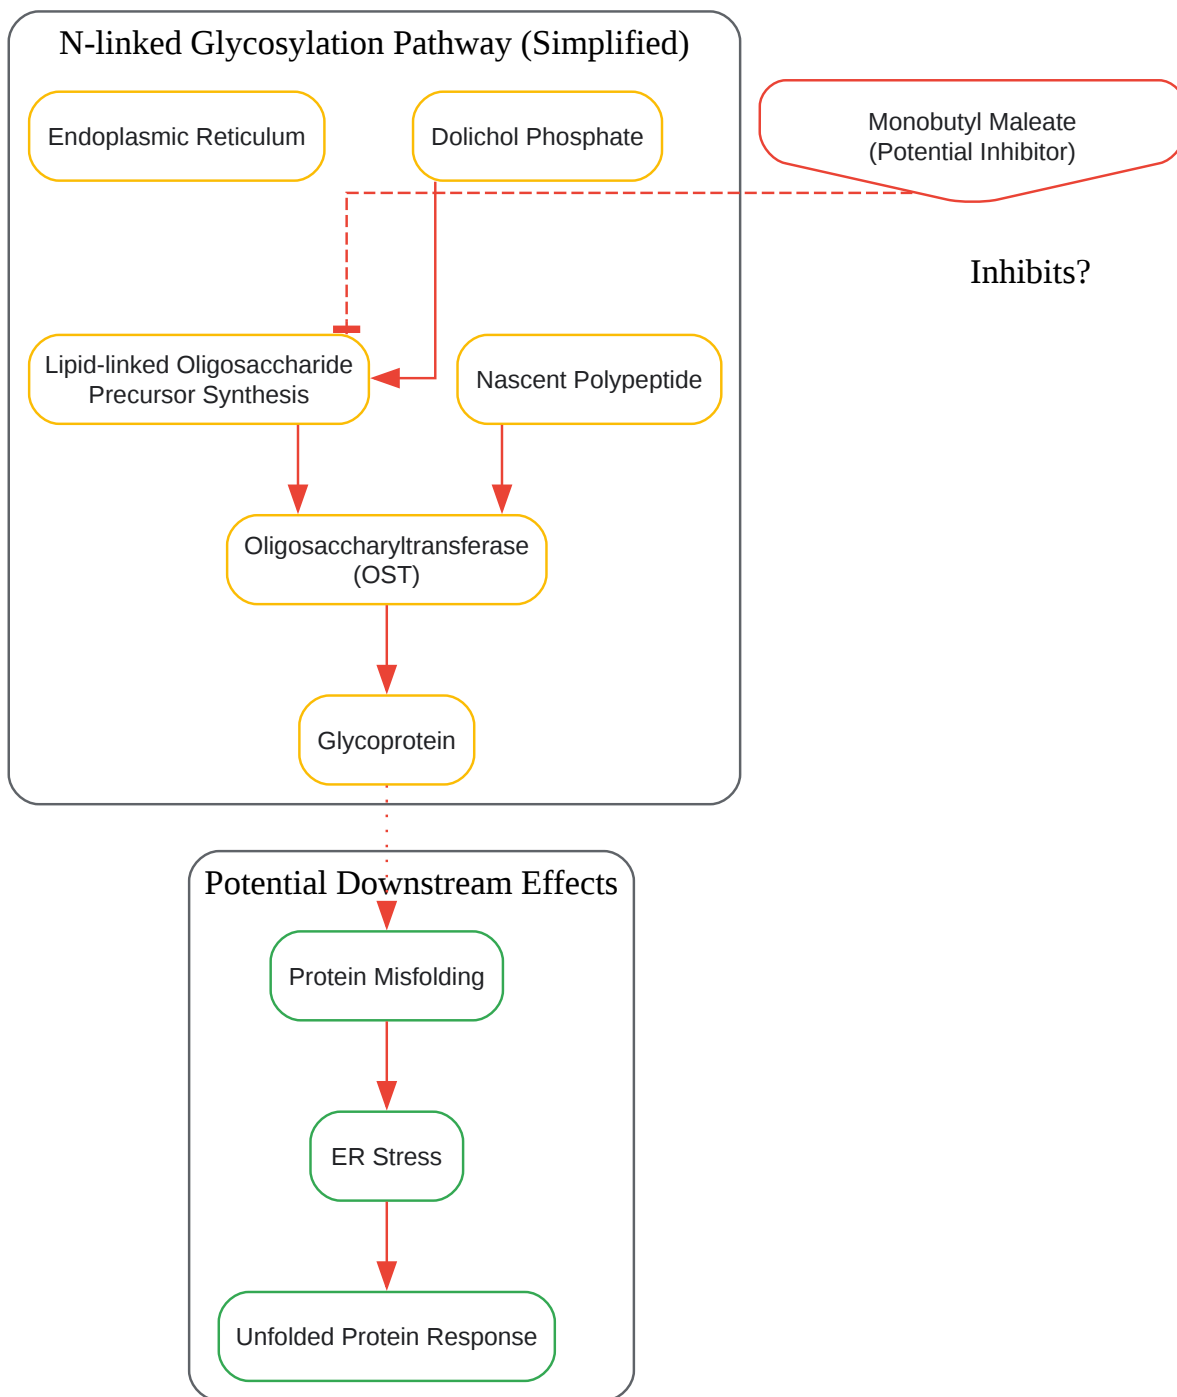 N-linked Glycosylation Pathway (Simplified)
Endoplasmic Reticulum
Dolichol Phosphate
Monobutyl Maleate
(Potential Inhibitor)
Inhibits?
Lipid-linked Oligosaccharide
Precursor Synthesis
Nascent Polypeptide
Oligosaccharyltransferase
(OST)
Glycoprotein
Potential Downstream Effects
Protein Misfolding
ER Stress
Unfolded Protein Response